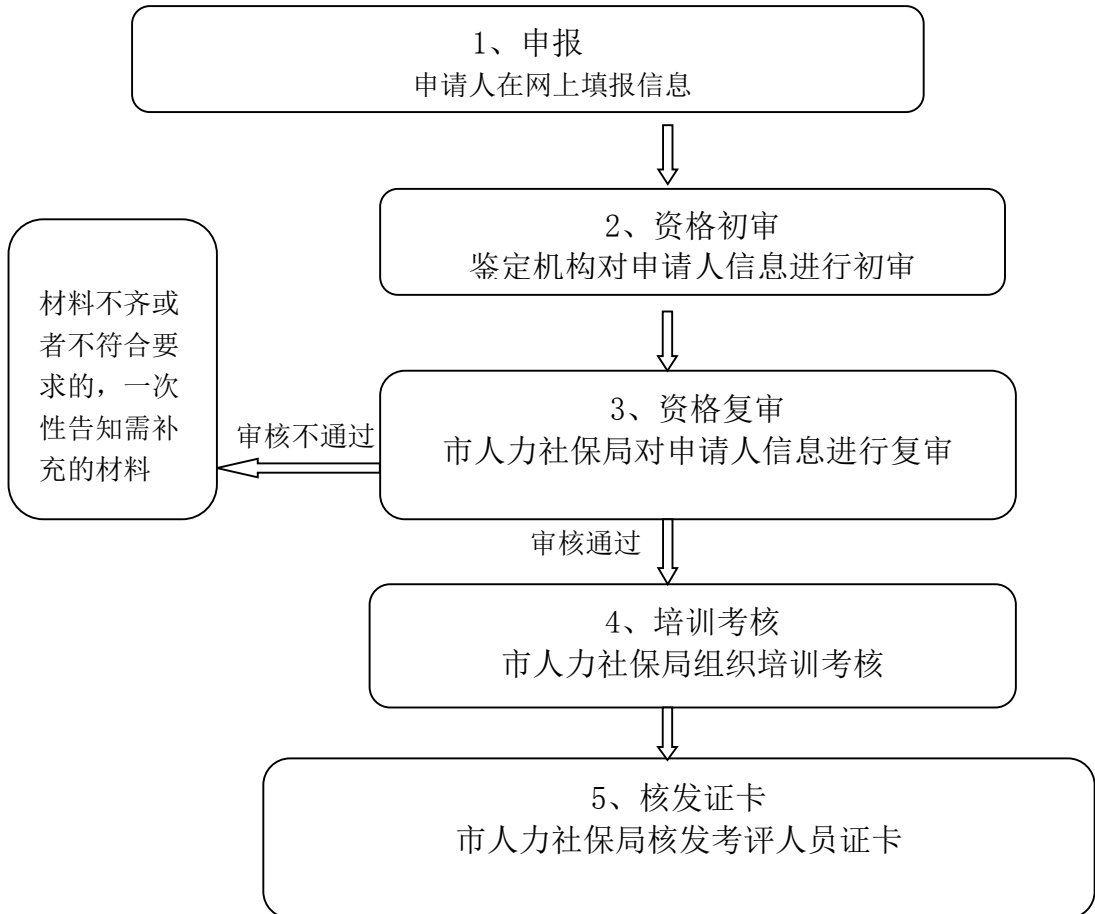 1、申报
申请人在网上填报信息
2、资格初审
鉴定机构对申请人信息进行初审
材料不齐或
者不符合要
求的，一次
性告知需补
充的材料
审核不通过
3、资格复审
市人力社保局对申请人信息进行复审
审核通过
4、培训考核
市人力社保局组织培训考核
5、核发证卡
市人力社保局核发考评人员证卡